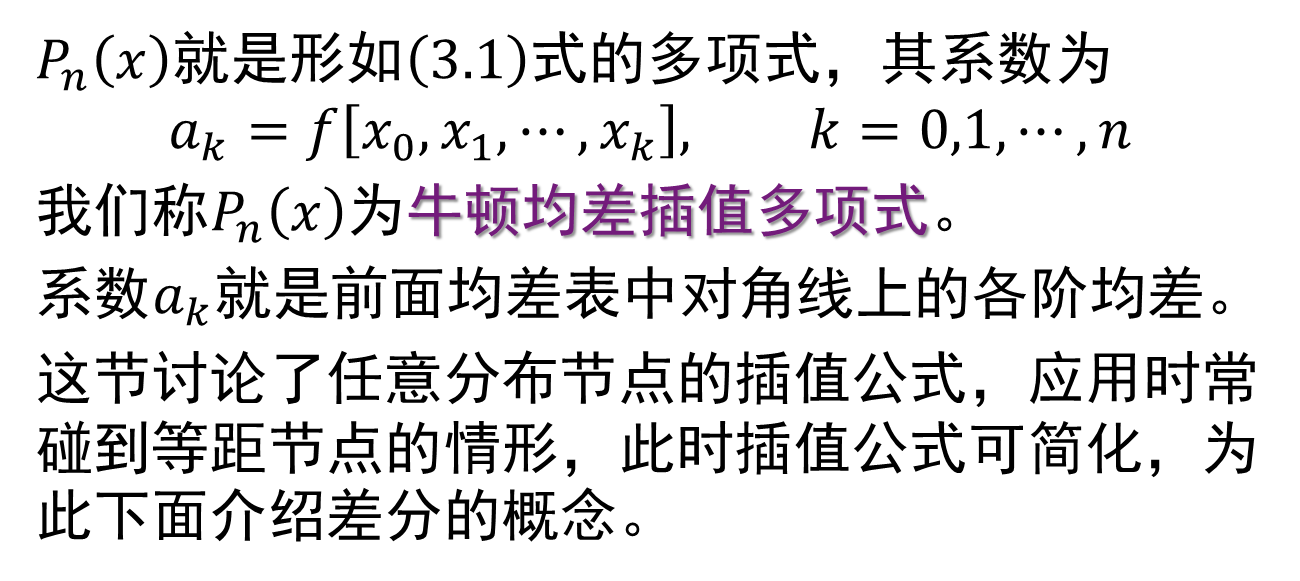 Pₙ(x)就是形如(3.1)式的多项式，其系数为
aₖ = f[x₀, x₁, ⋯ , xₖ], k = 0,1, ⋯ , n
我们称Pₙ(x)为牛顿均差插值多项式。
系数aₖ就是前面均差表中对角线上的各阶均差。
这节讨论了任意分布节点的插值公式，应用时常
碰到等距节点的情形，此时插值公式可简化，为
此下面介绍差分的概念。